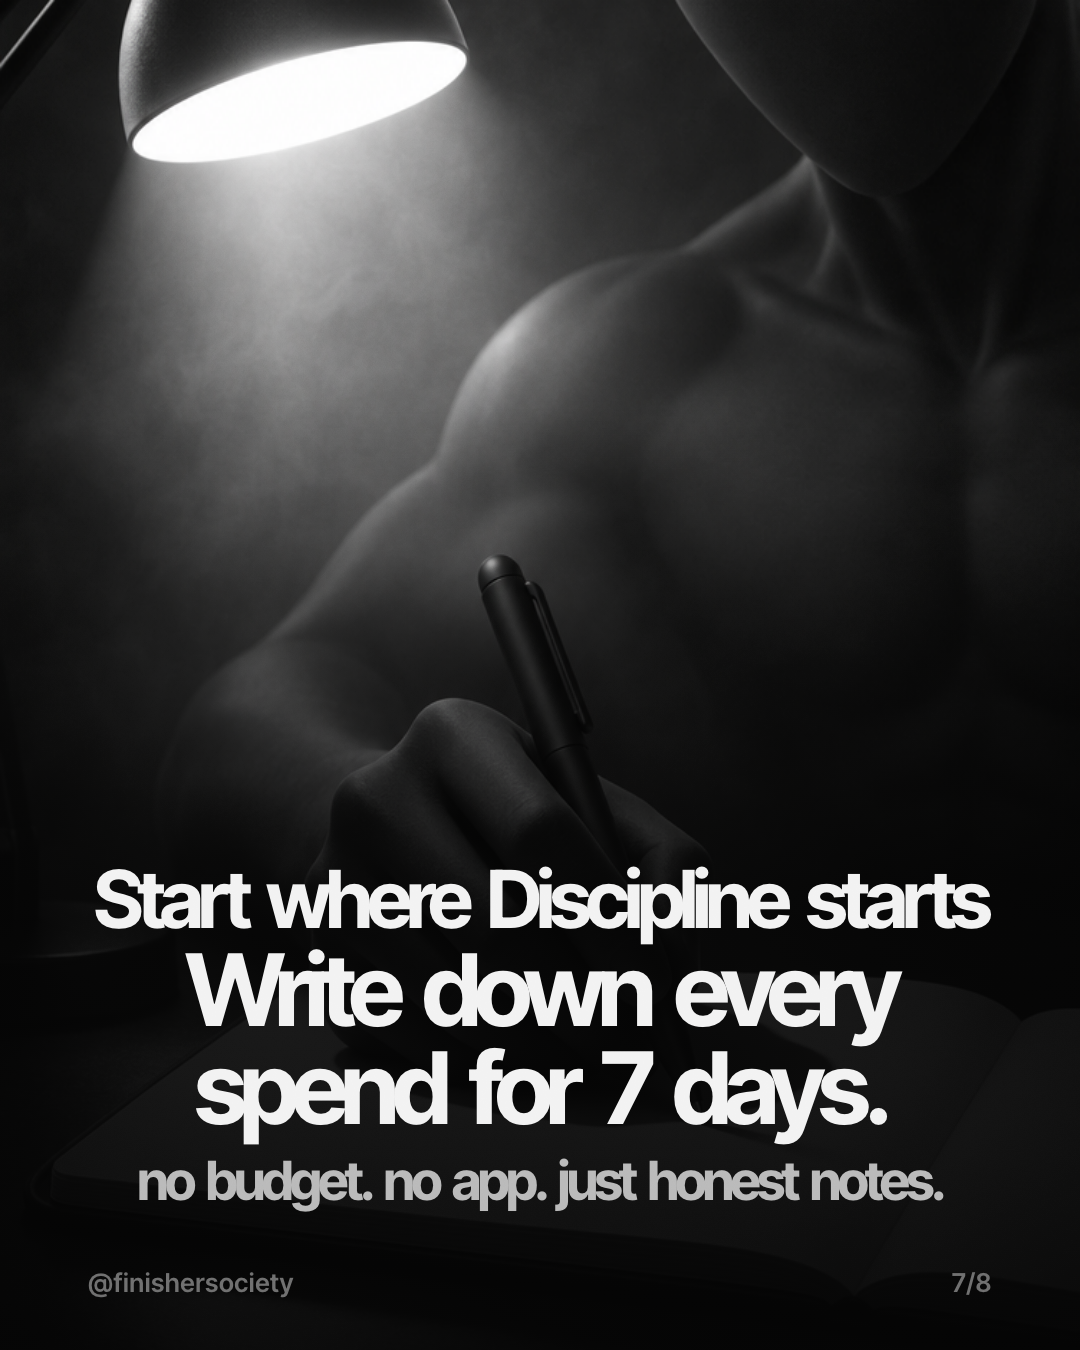 Start where Discipline starts
Write down every
spend for 7 days.
no budget. no app. just honest notes.
@finishersociety
7/8